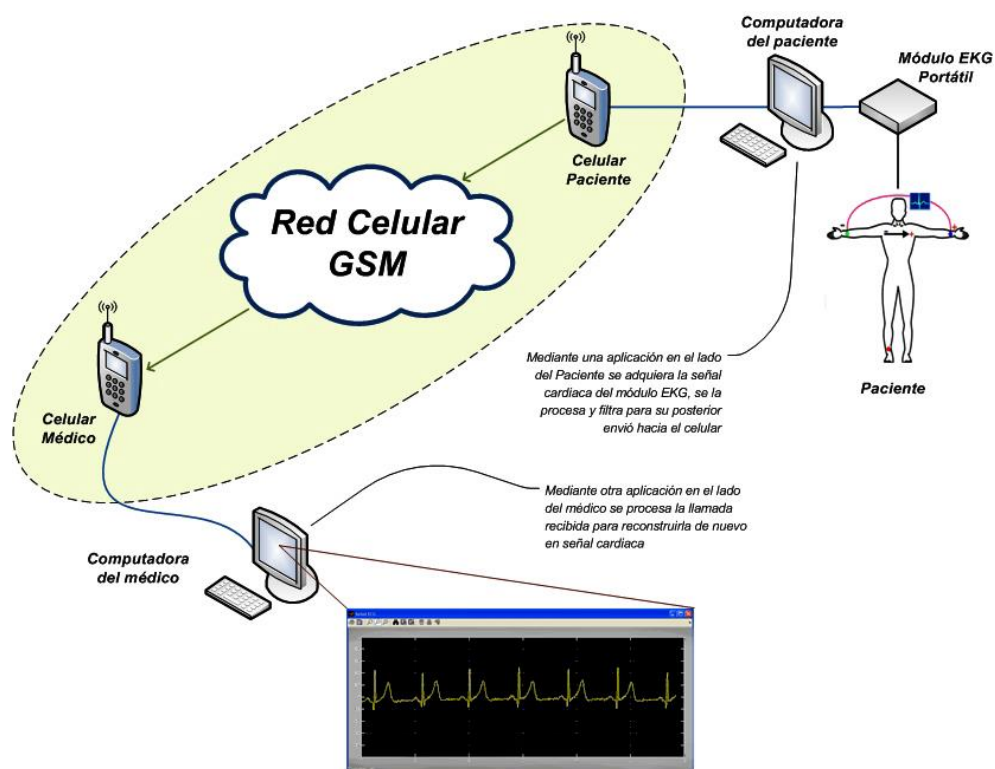 Computadora
del paciente
Módulo EKG
Portátil
Celular
Paciente
Red Celular
GSM
Mediante una aplicación en el lado
del Paciente se adquiera la señal
cardiaca del módulo EKG, se la
procesa y filtra para su posterior
envió hacia el celular
Paciente
Celular
Médico
Mediante otra aplicación en el lado
del médico se procesa la llamada
recibida para reconstruirla de nuevo
en señal cardiaca
Computadora
del médico